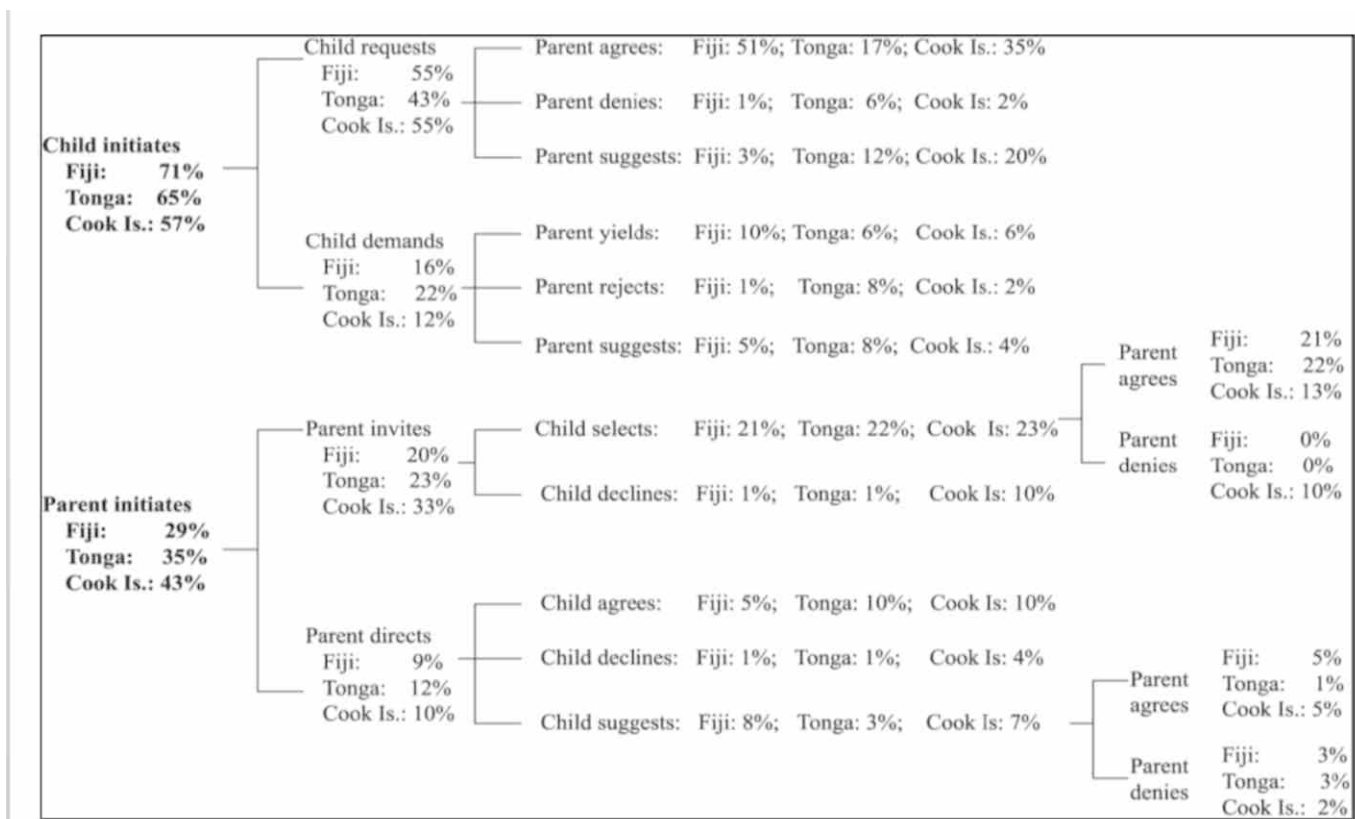 Child requests
Fiji: 55%
Tonga: 43%
Cook Is.: 55%
Parent agrees: Fiji: 51%; Tonga: 17%; Cook Is.: 35%
Parent denies: Fiji: 1%; Tonga: 6%; Cook Is: 2%
Parent suggests: Fiji: 3%; Tonga: 12%; Cook Is.: 20%
Child initiates
Fiji: 71%
Tonga: 65%
Cook Is.: 57%
Child demands
Fiji: 16%
Tonga: 22%
Cook Is.: 12%
Parent yields: Fiji: 10%; Tonga: 6%; Cook Is.: 6%
Parent rejects: Fiji: 1%; Tonga: 8%; Cook Is.: 2%
Parent suggests: Fiji: 5%; Tonga: 8%; Cook Is.: 4%
Parent invites
Fiji: 20%
Tonga: 23%
Cook Is.: 33%
Child selects: Fiji: 21%; Tonga: 22%; Cook Is: 23%
Parent
agrees
Fiji: 21%
Tonga: 22%
Cook Is.: 13%
Parent
denies
Fiji: 0%
Tonga: 0%
Cook Is.: 10%
Child declines: Fiji: 1%; Tonga: 1%; Cook Is: 10%
Parent initiates
Fiji: 29%
Tonga: 35%
Cook Is.: 43%
Parent directs
Fiji: 9%
Tonga: 12%
Cook Is.: 10%
Child agrees: Fiji: 5%; Tonga: 10%; Cook Is: 10%
Child declines: Fiji: 1%; Tonga: 1%; Cook Is: 4%
Child suggests: Fiji: 8%; Tonga: 3%; Cook Is: 7%
Parent
agrees
Fiji: 5%
Tonga: 1%
Cook Is.: 5%
Parent
denies
Fiji: 3%
Tonga: 3%
Cook Is.: 2%